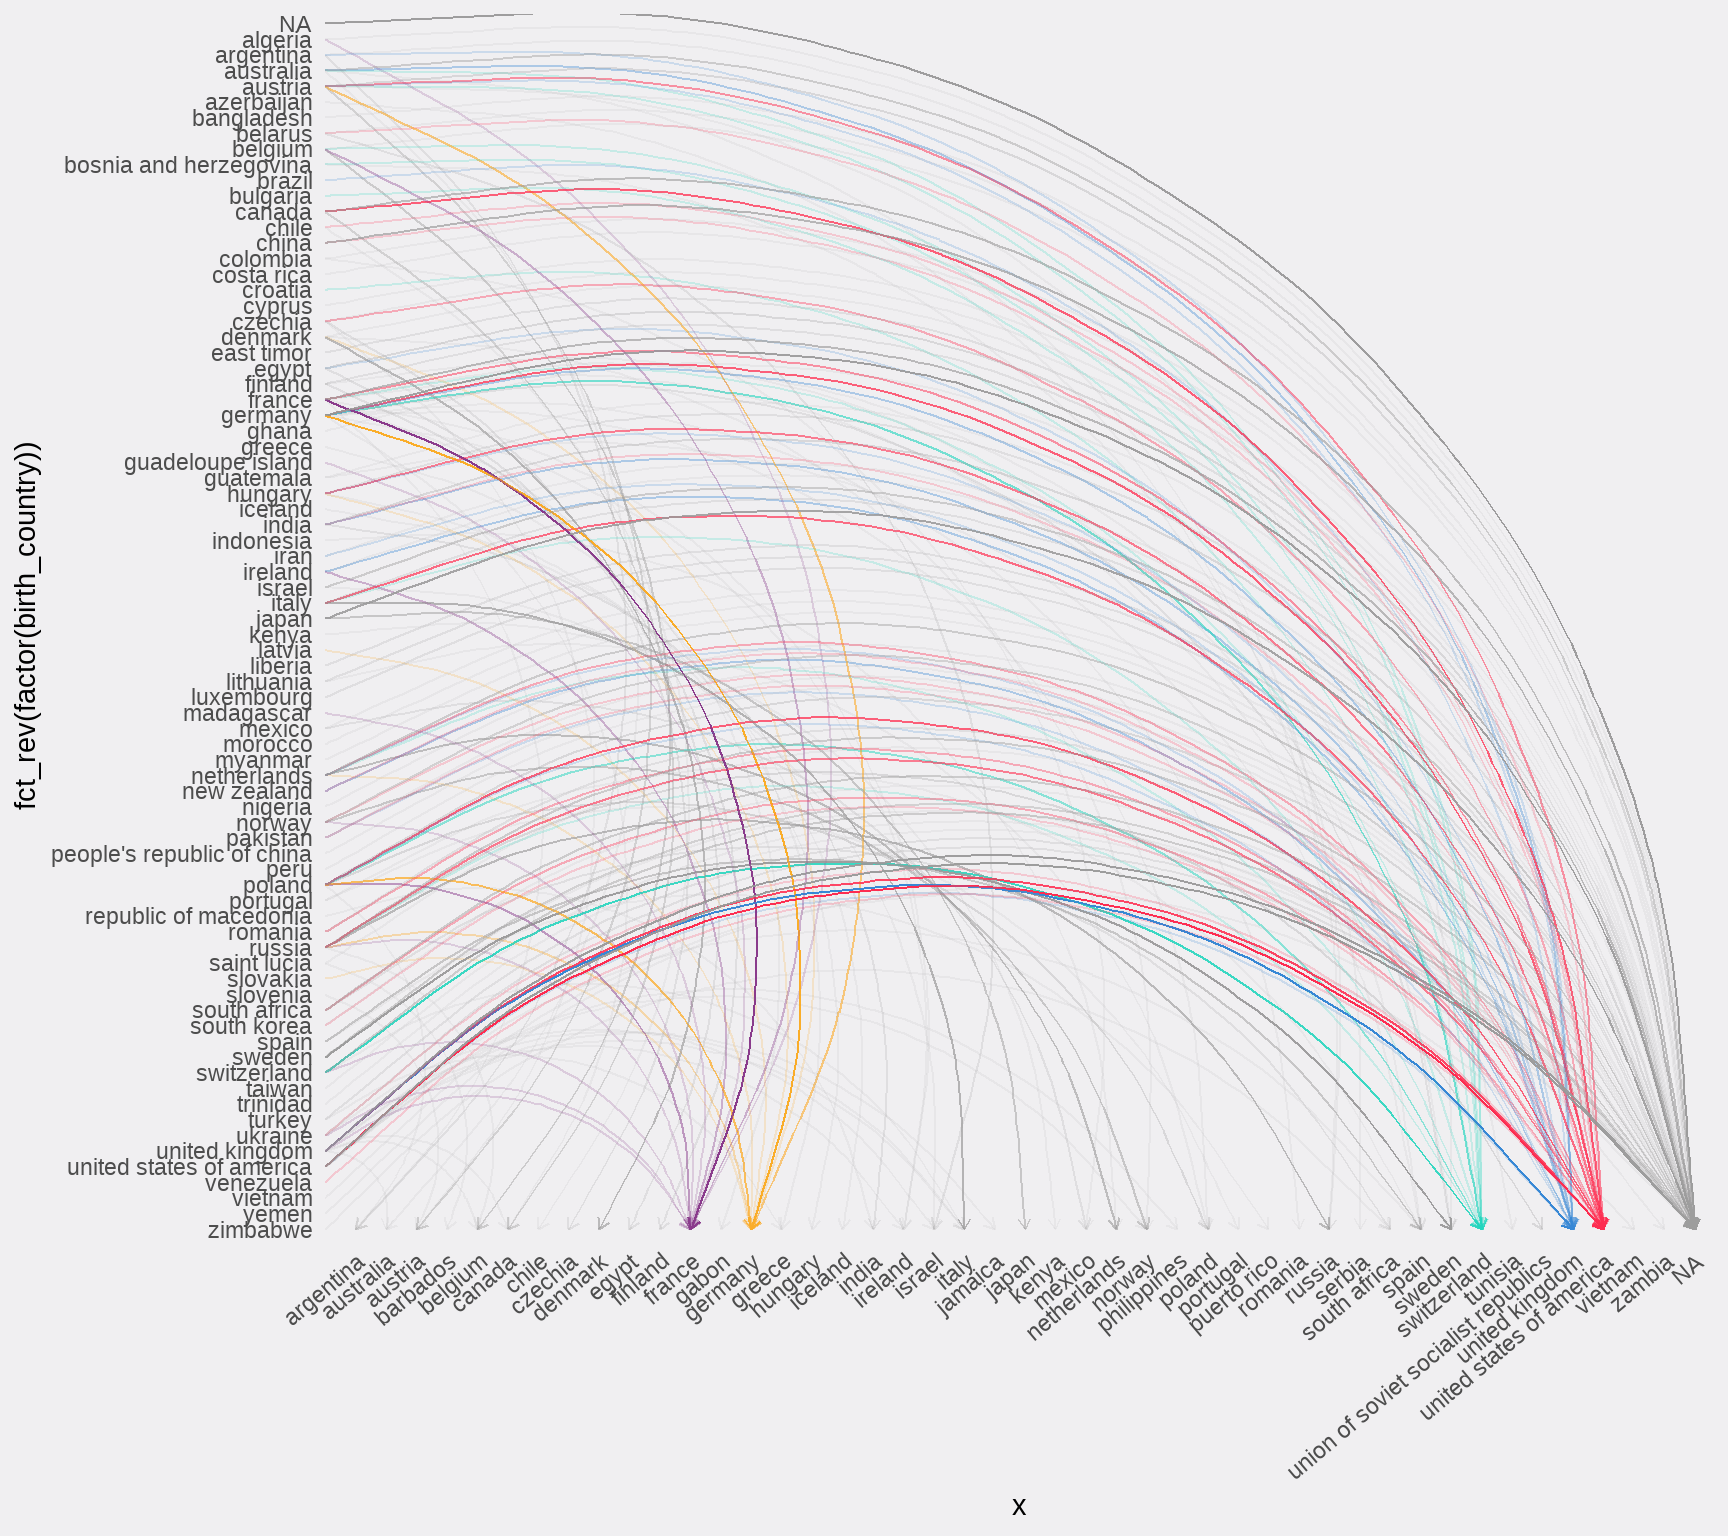 fct_rev(factor(birth_country))
NA
algeria
argentina
australia
austria
azerbaijan
bangladesh
belarus
belgium
bosnia and herzegovina
brazil
bulgaria
canada
chile
china
colombia
costa rica
croatia
cyprus
czechia
denmark
east timor
egypt
finland
france
germany
ghana
greece
guadeloupe island
guatemala
hungary
iceland
india
indonesia
iran
ireland
israel
italy
japan
kenya
latvia
liberia
lithuania
luxembourg
madagascar
mexico
morocco
myanmar
netherlands
new zealand
nigeria
norway
pakistan
people's republic of china
peru
poland
portugal
republic of macedonia
romania
russia
saint lucia
slovakia
slovenia
south africa
south korea
spain
sweden
switzerland
taiwan
trinidad
turkey
ukraine
united kingdom
united states of america
venezuela
vietnam
yemen
zimbabwe
argentina
australia
austria
barbados
belgium
canada
chile
czechia
denmark
egypt
finland
france
gabon
germany
greece
hungary
iceland
india
ireland
israel
italy
jamaica
japan
kenya
mexico
netherlands
norway
philippines
poland
portugal
puerto rico
romania
russia
serbia
south africa
spain
sweden
switzerland
tunisia
union of soviet socialist republics
united kingdom
united states of america
vietnam
zambia
NA
x